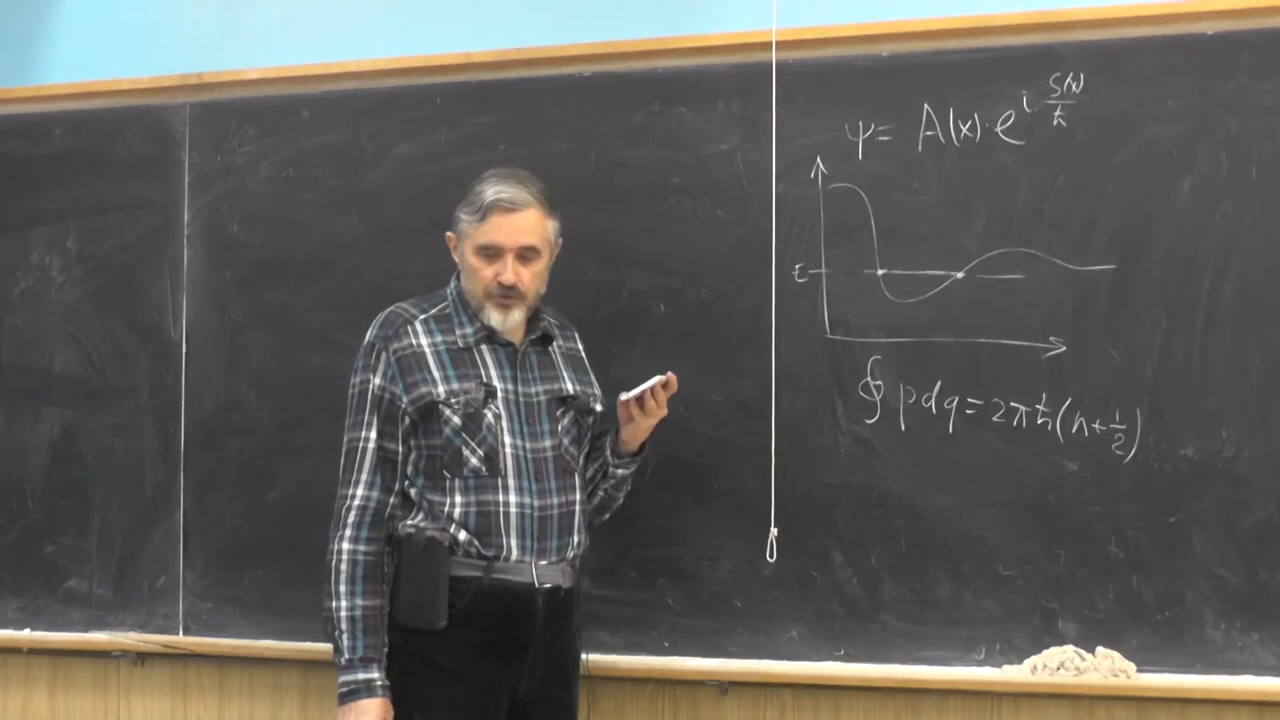 ψ = A(x)·e^{i S(x)/ħ}
E
∮ p dq = 2πħ(n + 1/2)